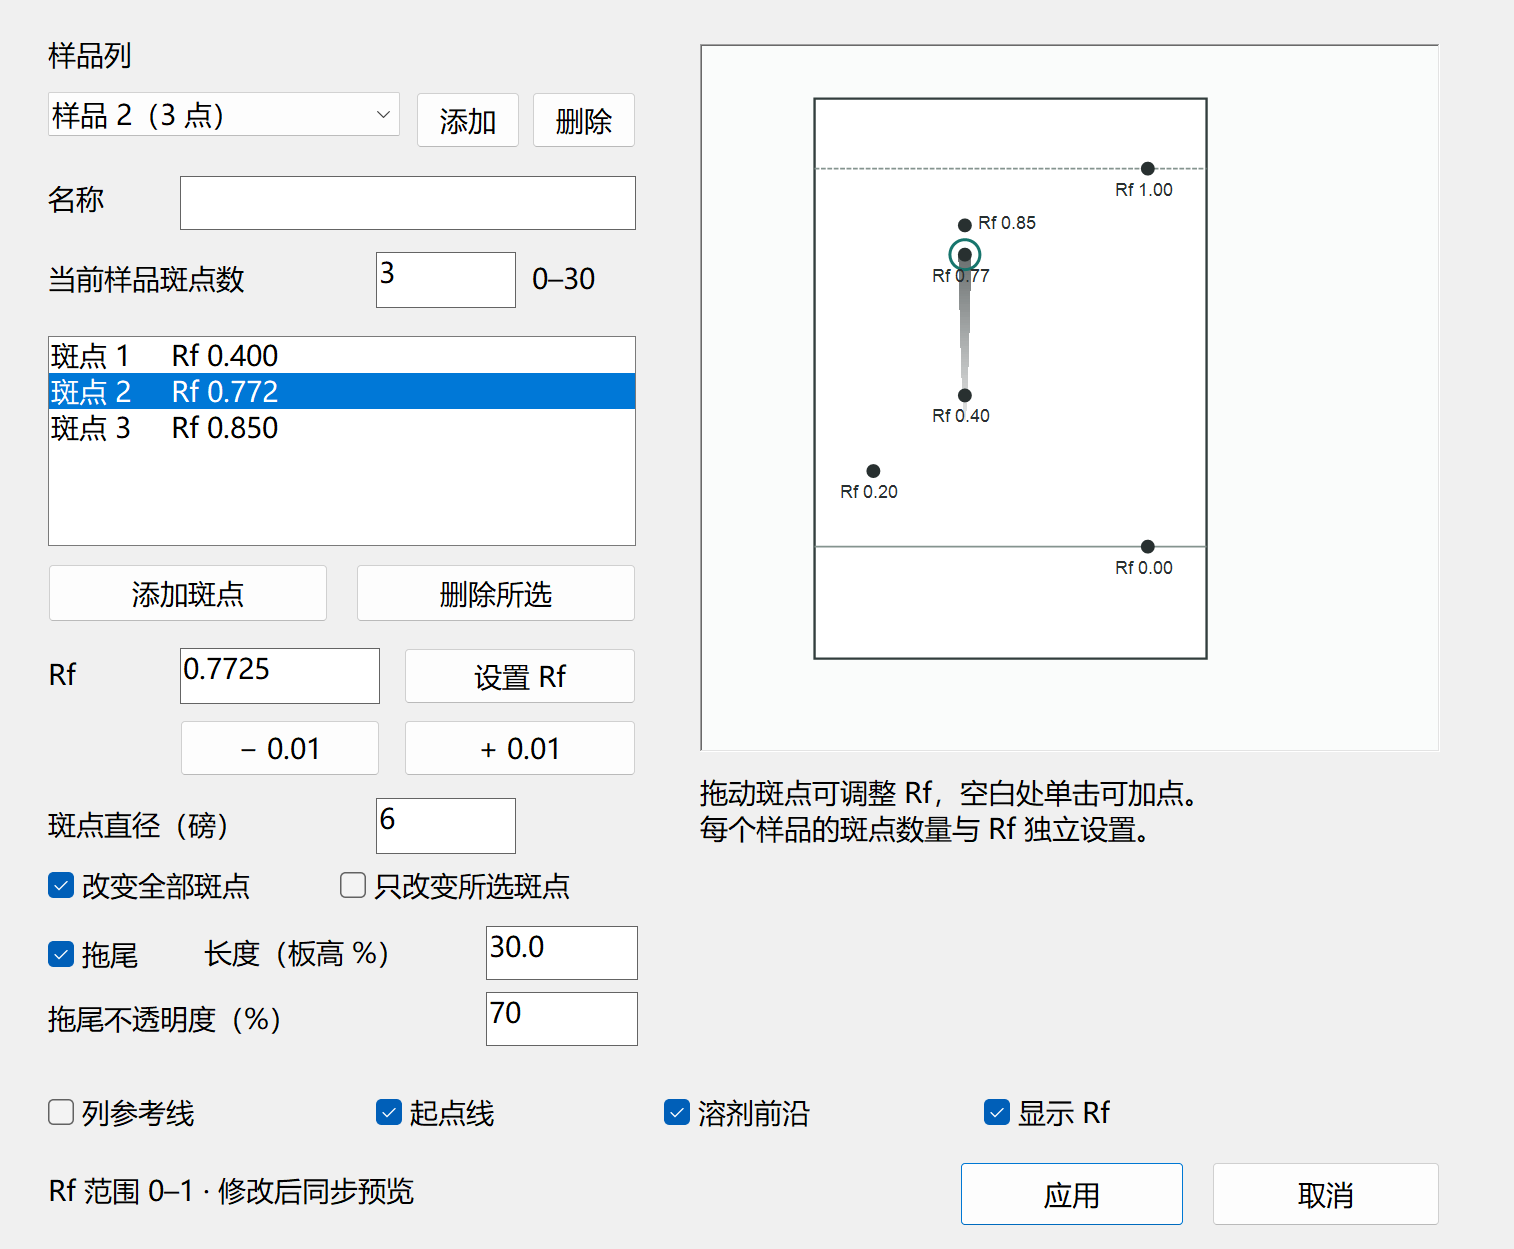 样品列
样品 2（3 点）
添加
删除
名称
当前样品斑点数
3
0–30
斑点 1 Rf 0.400
斑点 2 Rf 0.772
斑点 3 Rf 0.850
添加斑点
删除所选
Rf
0.7725
设置 Rf
− 0.01
+ 0.01
斑点直径（磅）
6
改变全部斑点
只改变所选斑点
拖尾
长度（板高 %）
30.0
拖尾不透明度（%）
70
Rf 1.00
Rf 0.85
Rf 0.77
Rf 0.40
Rf 0.20
Rf 0.00
拖动斑点可调整 Rf，空白处单击可加点。
每个样品的斑点数量与 Rf 独立设置。
列参考线
起点线
溶剂前沿
显示 Rf
Rf 范围 0–1 · 修改后同步预览
应用
取消